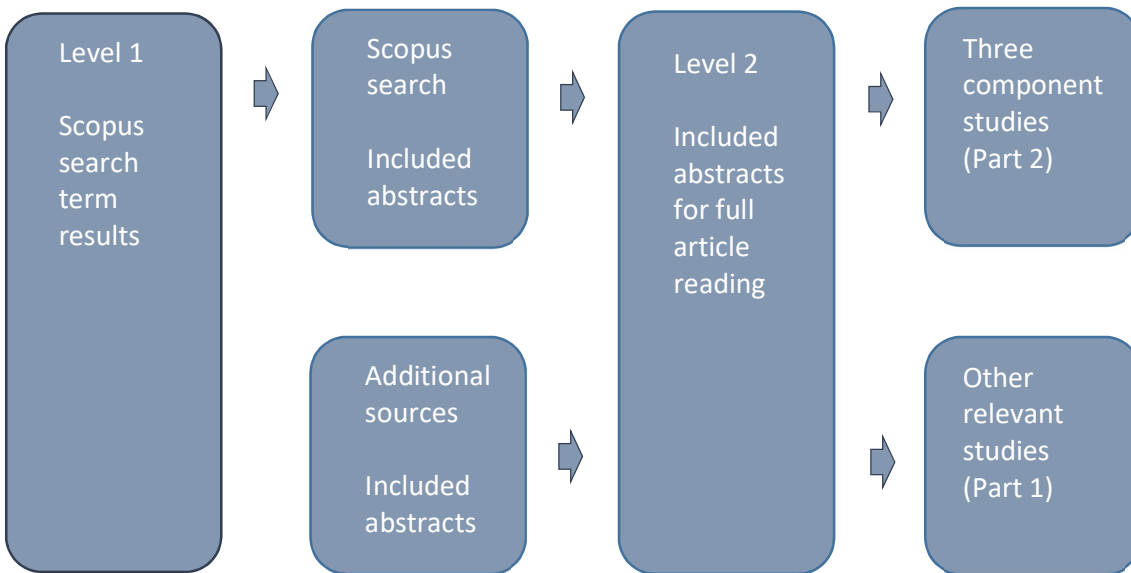 Level 1
Scopus
search
term
results
Scopus
search
Included
abstracts
Additional
sources
Included
abstracts
Level 2
Included
abstracts
for full
article
reading
Three
component
studies
(Part 2)
Other
relevant
studies
(Part 1)